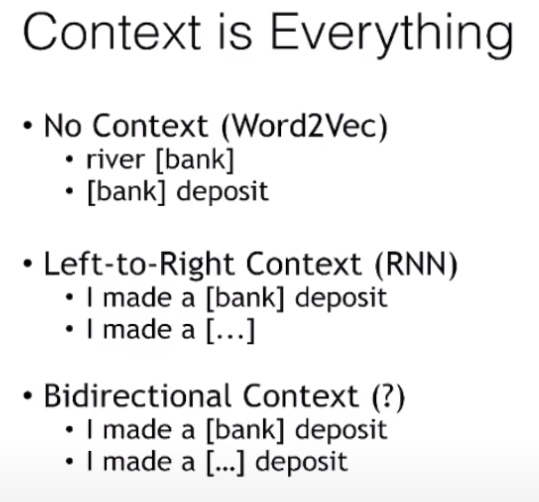 Context is Everything
• No Context (Word2Vec)
• river [bank]
• [bank] deposit
• Left-to-Right Context (RNN)
• I made a [bank] deposit
• I made a [...]
• Bidirectional Context (?)
• I made a [bank] deposit
• I made a [...] deposit